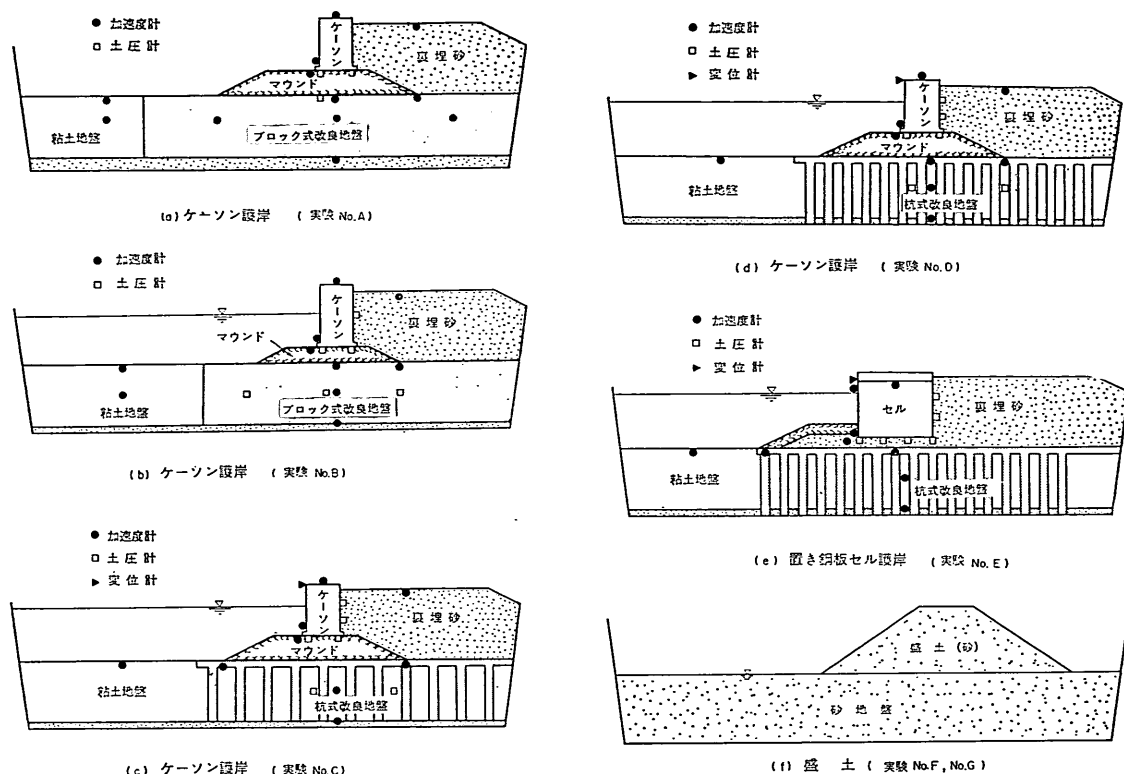 ● 加速度計
□ 土圧計
ケーソン
裏埋砂
マウンド
粘土地盤
ブロック式改良地盤
(a) ケーソン護岸 (実験 No.A)
● 加速度計
□ 土圧計
ケーソン
裏埋砂
マウンド
粘土地盤
ブロック式改良地盤
(b) ケーソン護岸 (実験 No.B)
● 加速度計
□ 土圧計
▶ 変位計
ケーソン
裏埋砂
マウンド
粘土地盤
杭式改良地盤
(c) ケーソン護岸 (実験 No.C)
● 加速度計
□ 土圧計
▶ 変位計
ケーソン
裏埋砂
マウンド
粘土地盤
杭式改良地盤
(d) ケーソン護岸 (実験 No.D)
● 加速度計
□ 土圧計
▶ 変位計
セル
裏埋砂
粘土地盤
杭式改良地盤
(e) 置き鋼板セル護岸 (実験 No.E)
盛土(砂)
砂地盤
(f) 盛土 (実験 No.F, No.G)